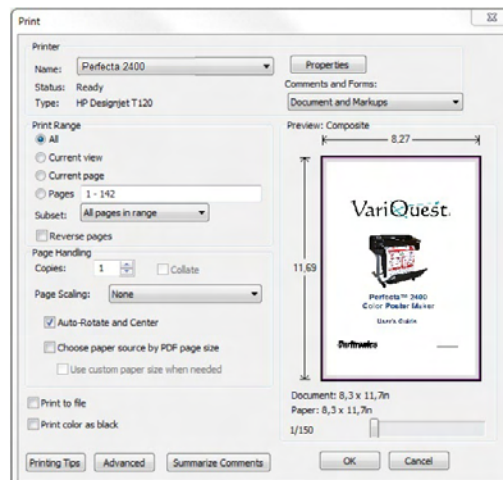 Print
Printer
Name: Perfecta 2400
Properties
Status: Ready
Comments and Forms:
Type: HP Designjet T120
Document and Markups
Print Range
All
Current view
Current page
Pages 1 - 142
Subset: All pages in range
Reverse pages
Page Handling
Copies: 1
Collate
Page Scaling: None
Auto-Rotate and Center
Choose paper source by PDF page size
Use custom paper size when needed
Print to file
Print color as black
Preview: Composite
8,27
11,69
VariQuest
Perfecta™ 2400
Color Poster Maker
User's Guide
Document: 8,3 x 11,7in
Paper: 8,3 x 11,7in
1/150
Printing Tips
Advanced
Summarize Comments
OK
Cancel